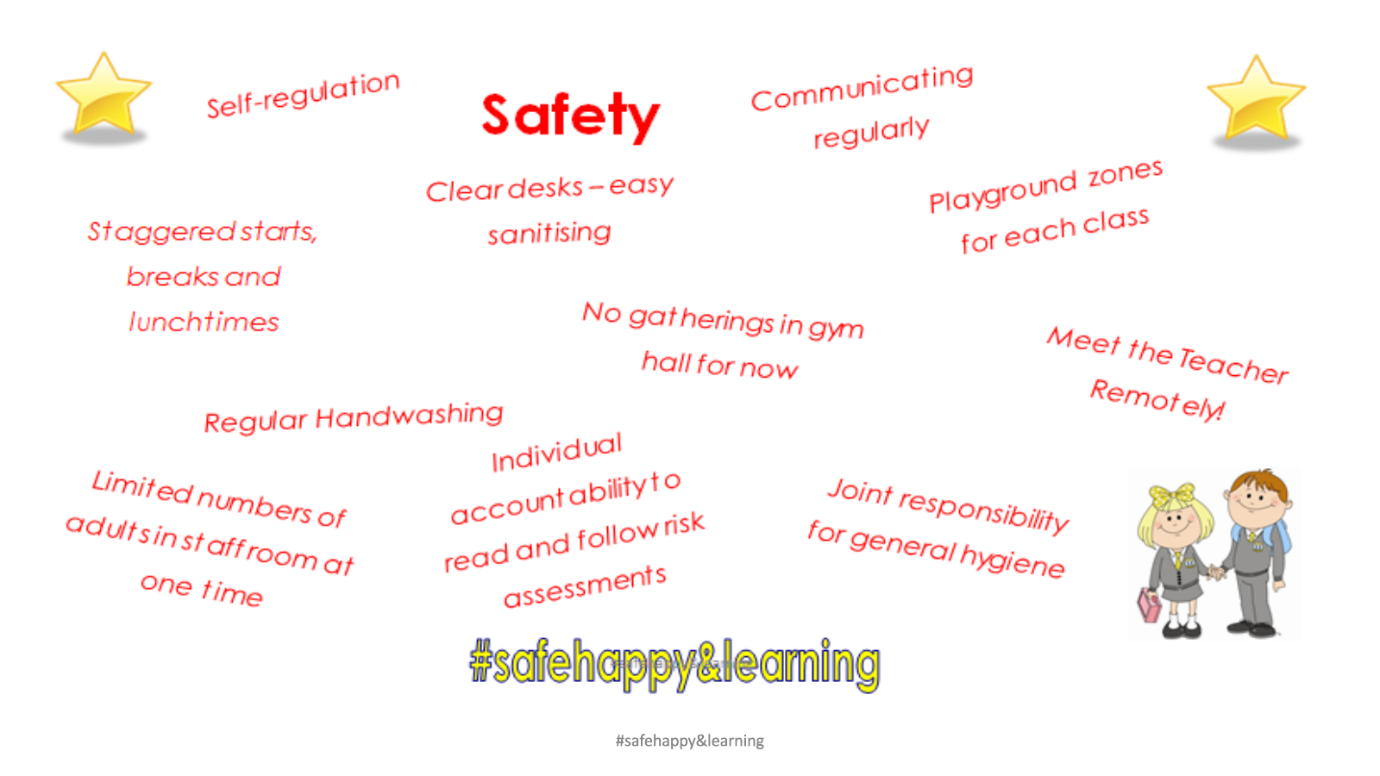 Self-regulation
Safety
Communicating
regularly
Clear desks – easy
sanitising
Playground zones
for each class
Staggered starts,
breaks and
lunchtimes
No gatherings in gym
hall for now
Meet the Teacher
Remotely!
Regular Handwashing
Individual
accountability to
read and follow risk
assessments
Limited numbers of
adults in staff room at
one time
Joint responsibility
for general hygiene
#safehappy&learning
#safehappy&learning